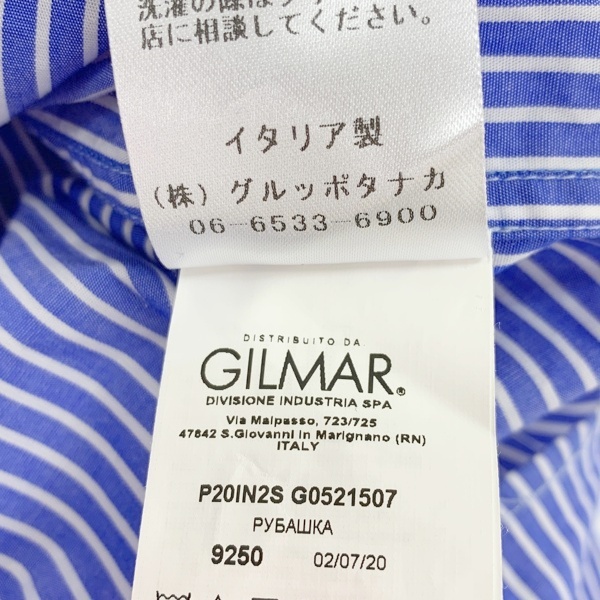 店に相談してください。
イタリア製
(株) グルッポタナカ
06-6533-6900
DISTRIBUITO DA
GILMAR®
DIVISIONE INDUSTRIA SPA
Via Malpasso, 723/725
47842 S.Giovanni in Marignano (RN)
ITALY
P20IN2S G0521507
РУБАШКА
9250 02/07/20